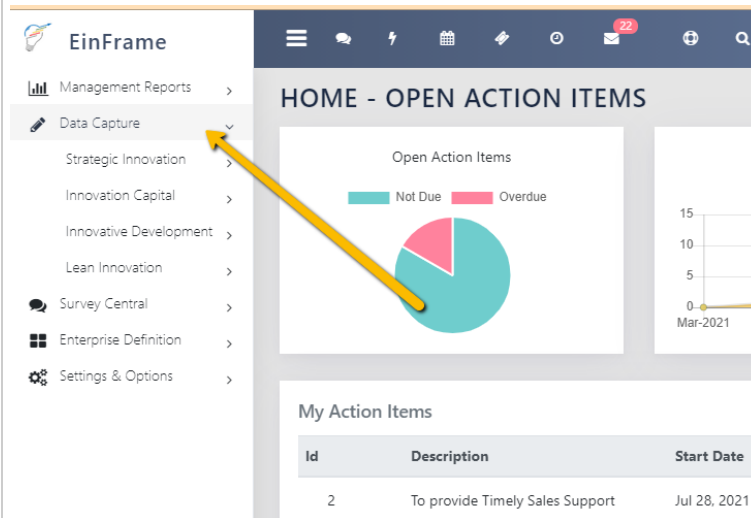 EinFrame
22
Management Reports
Data Capture
Strategic Innovation
Innovation Capital
Innovative Development
Lean Innovation
Survey Central
Enterprise Definition
Settings & Options
HOME - OPEN ACTION ITEMS
Open Action Items
Not Due Overdue
15
10
5
0
Mar-2021
My Action Items
Id Description Start Date
2 To provide Timely Sales Support Jul 28, 2021